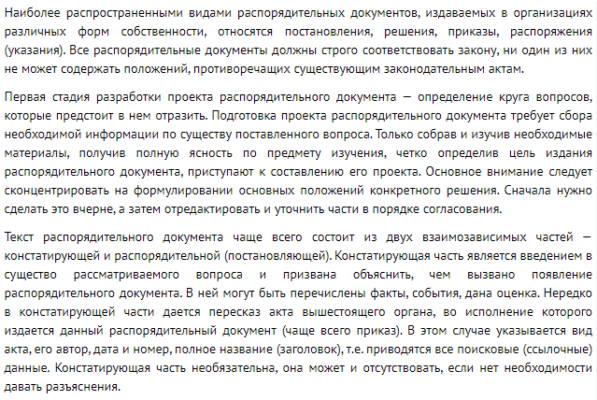 Наиболее распространенными видами распорядительных документов, издаваемых в организациях
различных форм собственности, относятся постановления, решения, приказы, распоряжения
(указания). Все распорядительные документы должны строго соответствовать закону, ни один из них
не может содержать положений, противоречащих существующим законодательным актам.
Первая стадия разработки проекта распорядительного документа — определение круга вопросов,
которые предстоит в нем отразить. Подготовка проекта распорядительного документа требует сбора
необходимой информации по существу поставленного вопроса. Только собрав и изучив необходимые
материалы, получив полную ясность по предмету изучения, четко определив цель издания
распорядительного документа, приступают к составлению его проекта. Основное внимание следует
сконцентрировать на формулировании основных положений конкретного решения. Сначала нужно
сделать это вчерне, а затем отредактировать и уточнить части в порядке согласования.
Текст распорядительного документа чаще всего состоит из двух взаимозависимых частей —
констатирующей и распорядительной (постановляющей). Констатирующая часть является введением в
существо рассматриваемого вопроса и призвана объяснить, чем вызвано появление
распорядительного документа. В ней могут быть перечислены факты, события, дана оценка. Нередко
в констатирующей части дается пересказ акта вышестоящего органа, во исполнение которого
издается данный распорядительный документ (чаще всего приказ). В этом случае указывается вид
акта, его автор, дата и номер, полное название (заголовок), т.е. приводятся все поисковые (ссылочные)
данные. Констатирующая часть необязательна, она может и отсутствовать, если нет необходимости
давать разъяснения.